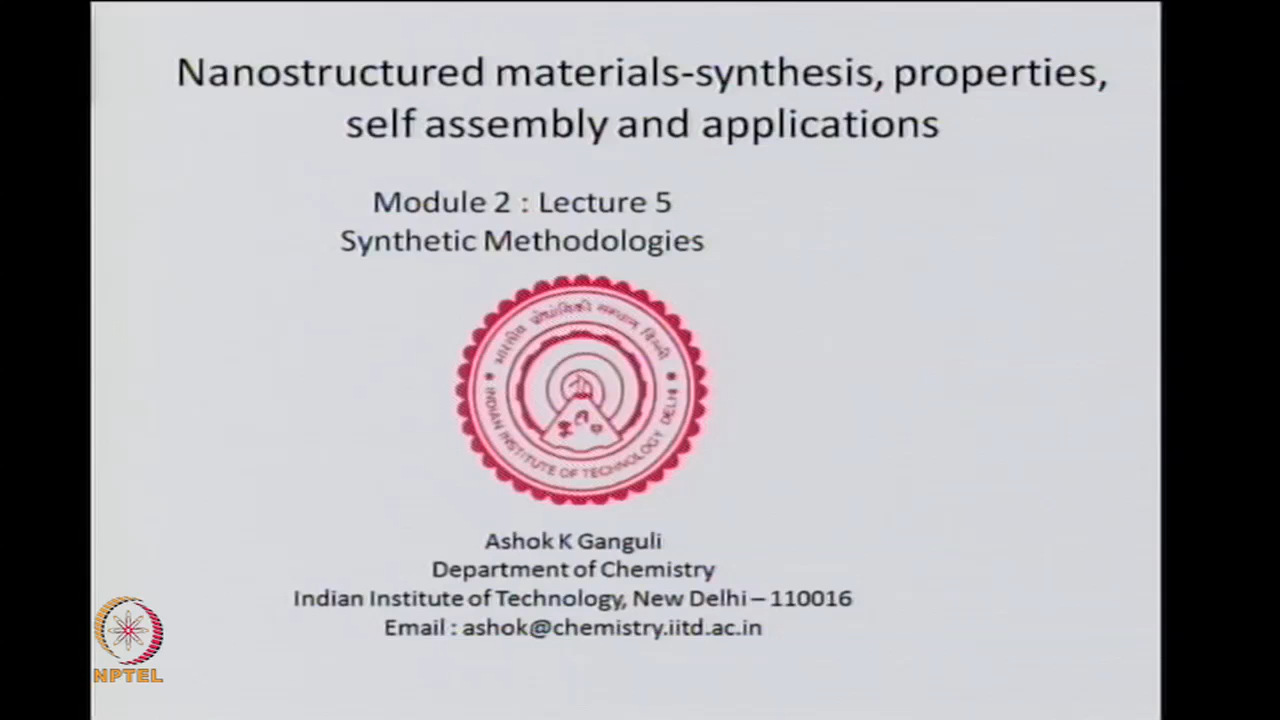 Nanostructured materials-synthesis, properties,
self assembly and applications
Module 2 : Lecture 5
Synthetic Methodologies
भारतीय प्रौद्योगिकी संस्थान दिल्ली
INDIAN INSTITUTE OF TECHNOLOGY DELHI
Ashok K Ganguli
Department of Chemistry
Indian Institute of Technology, New Delhi – 110016
Email : ashok@chemistry.iitd.ac.in
NPTEL